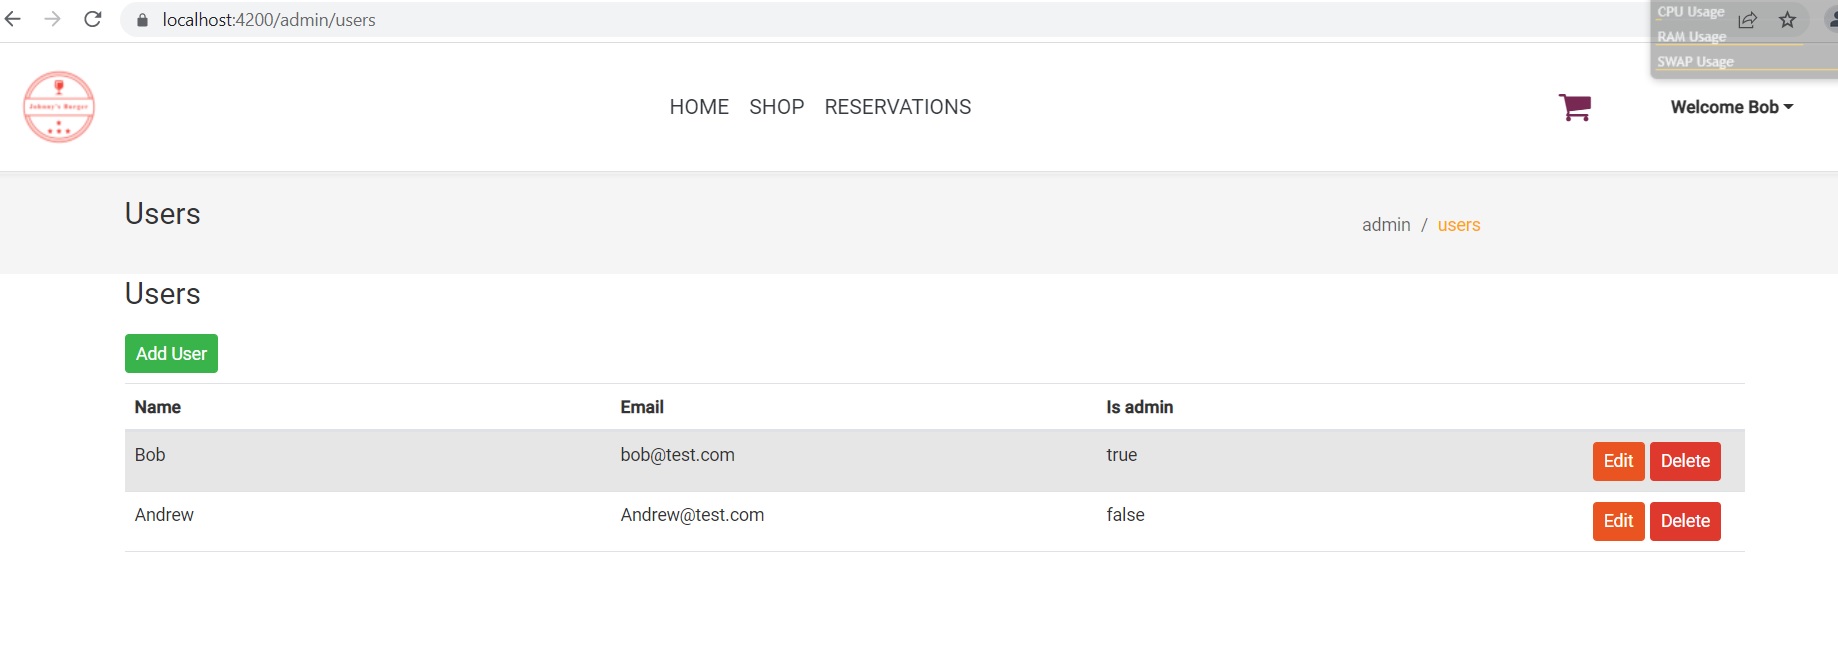 localhost:4200/admin/users
CPU Usage
RAM Usage
SWAP Usage
Johnny's Burger
HOME SHOP RESERVATIONS
Welcome Bob
Users
admin / users
Users
Add User
Name Email Is admin
Bob bob@test.com true Edit Delete
Andrew Andrew@test.com false Edit Delete